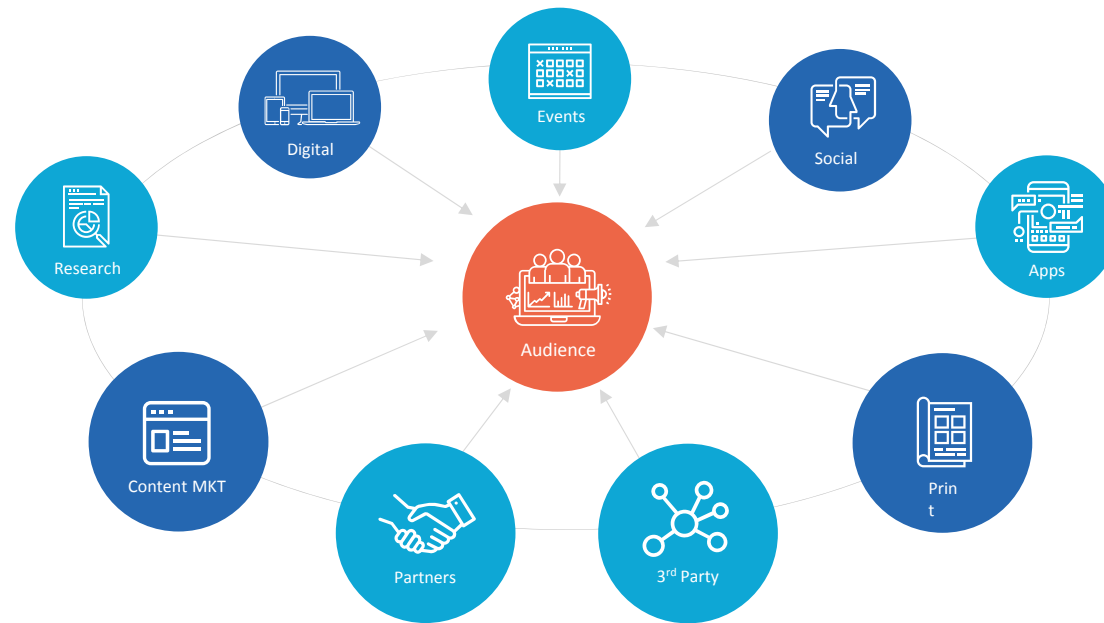 Events
Digital
Social
Research
Apps
Audience
Content MKT
Prin
t
Partners
3rd Party